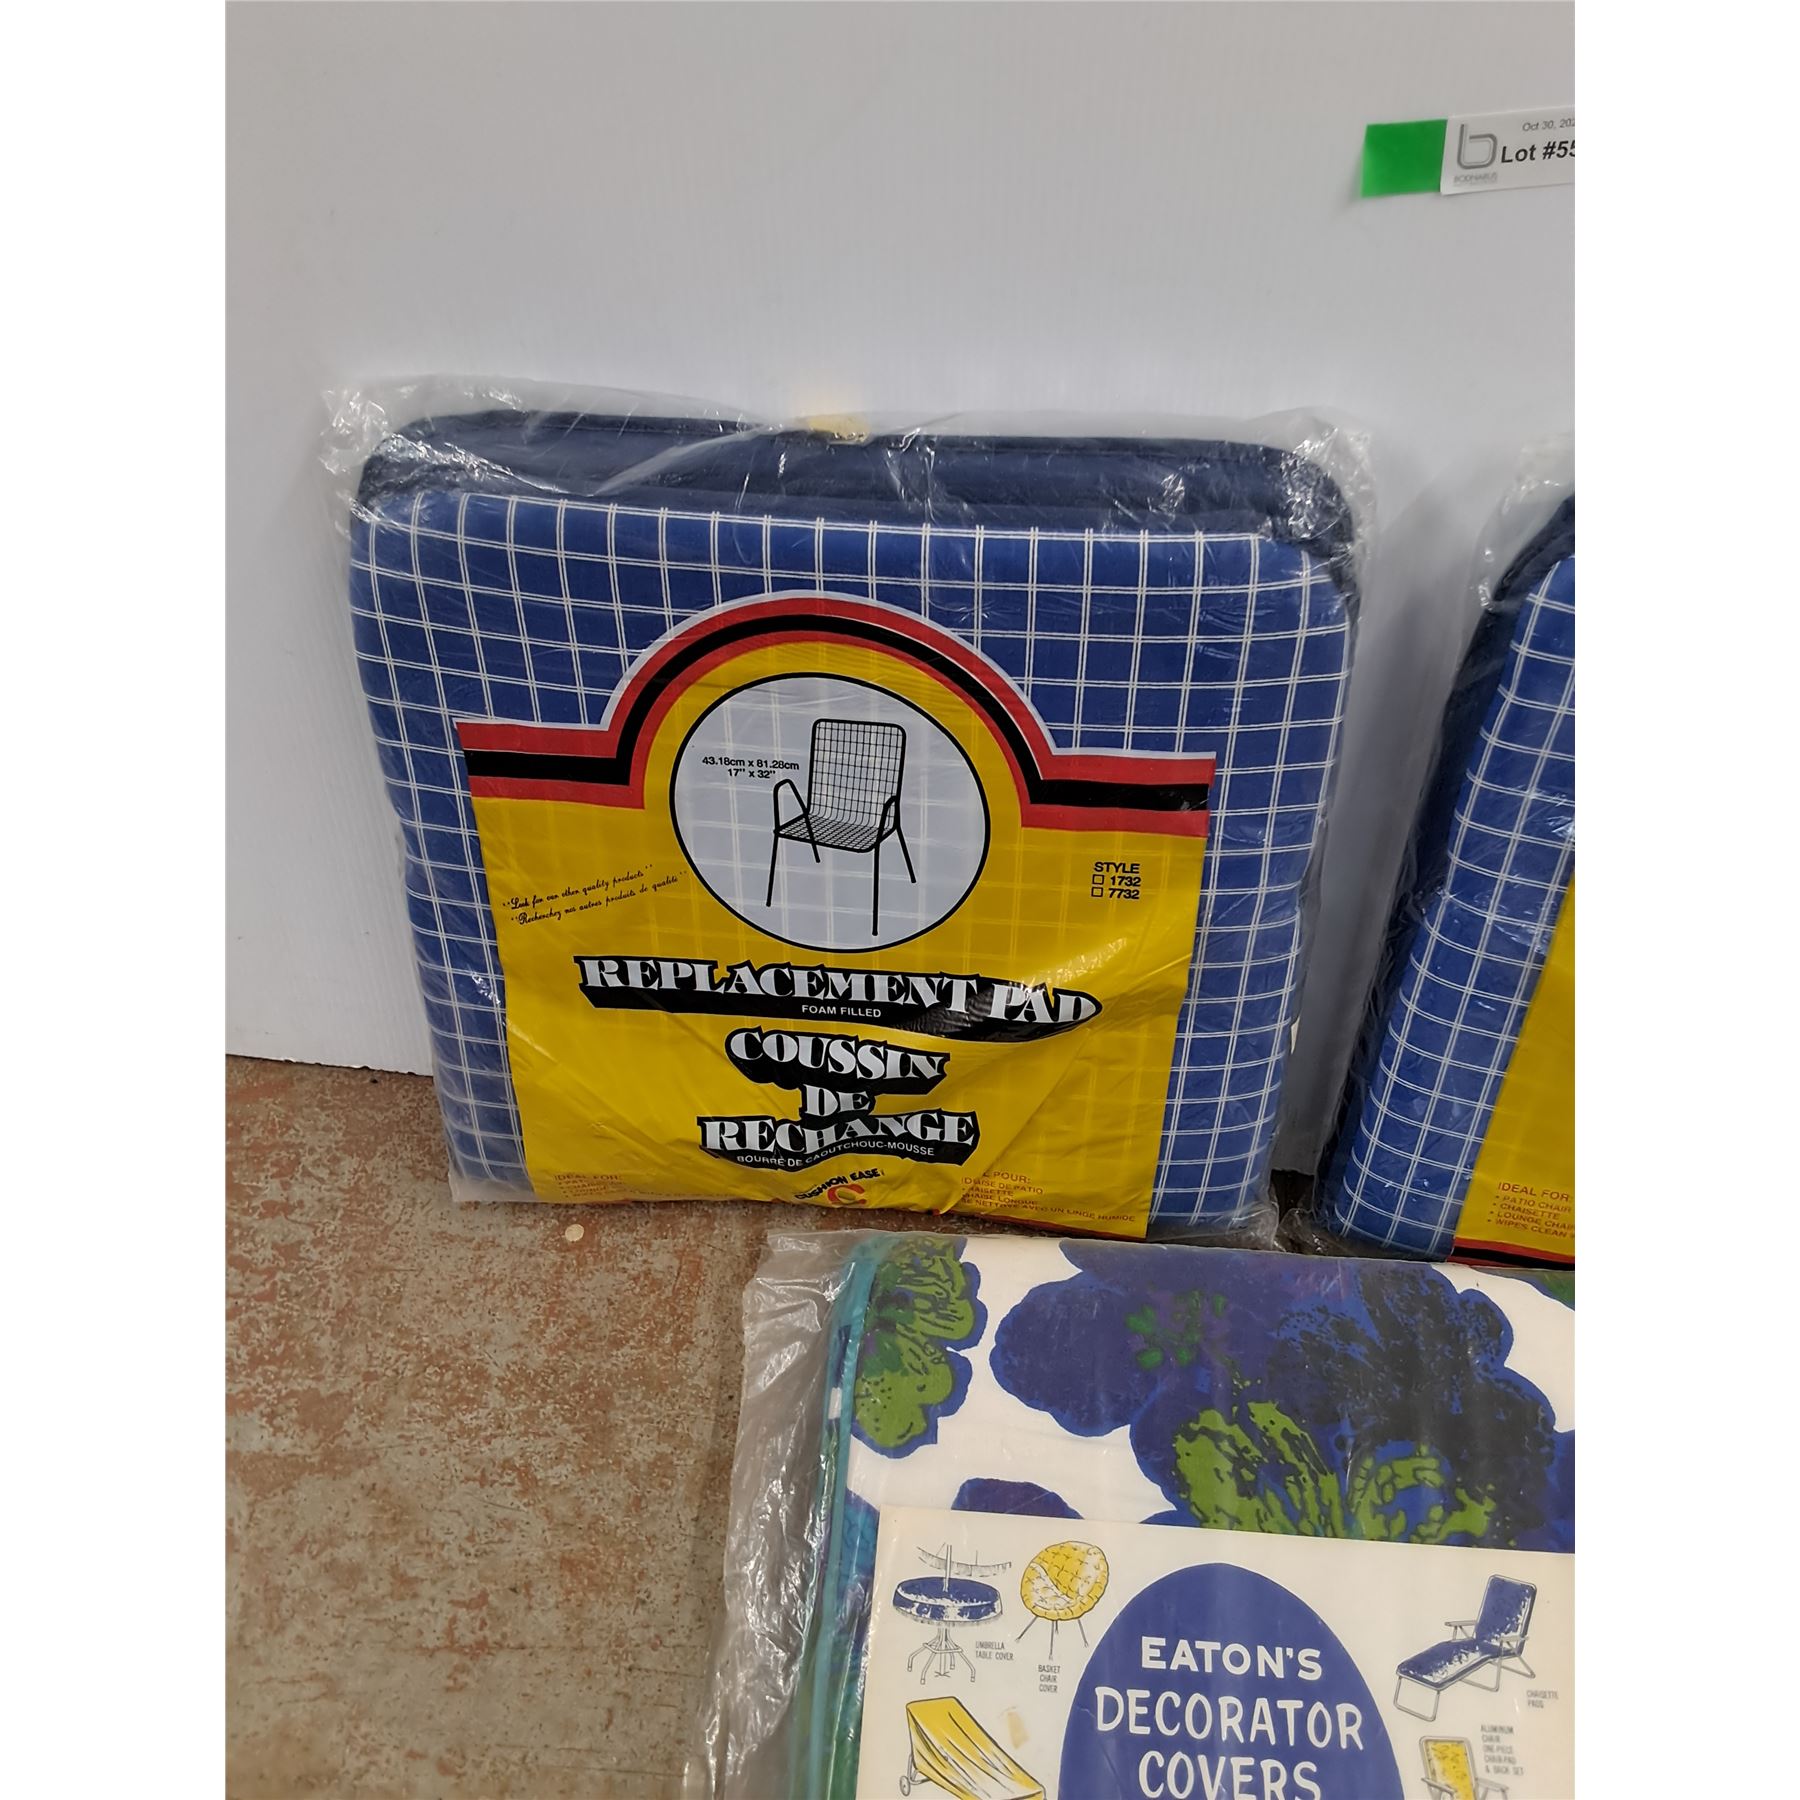 Oct 30, 202
Lot #55
BODNARUS
43.18cm x 81.28cm
17" x 32"
STYLE
1732
7732
"Look for our other quality products"
"Recherchez nos autres produits de qualité"
REPLACEMENT PAD
FOAM FILLED
COUSSIN
DE
RECHANGE
BOURRÉ DE CAOUTCHOUC-MOUSSE
CUSHION EASE
IDEAL FOR:
L POUR:
DIAISE DE PATIO
AISETTE
HAISE LONGUE
SE NETTOYE AVEC UN LINGE HUMIDE
IDEAL FOR:
• PATIO CHAIR
• CHAISETTE
• LOUNGE CHAIR
• WIPES CLEAN
EATON'S
DECORATOR
COVERS
UMBRELLA
TABLE COVER
BASKET
CHAIR
COVER
CHAISETTE
PADS
ALUMINUM
CHAIR
ONE-PIECE
CHAIR-PAD
& BACK SET